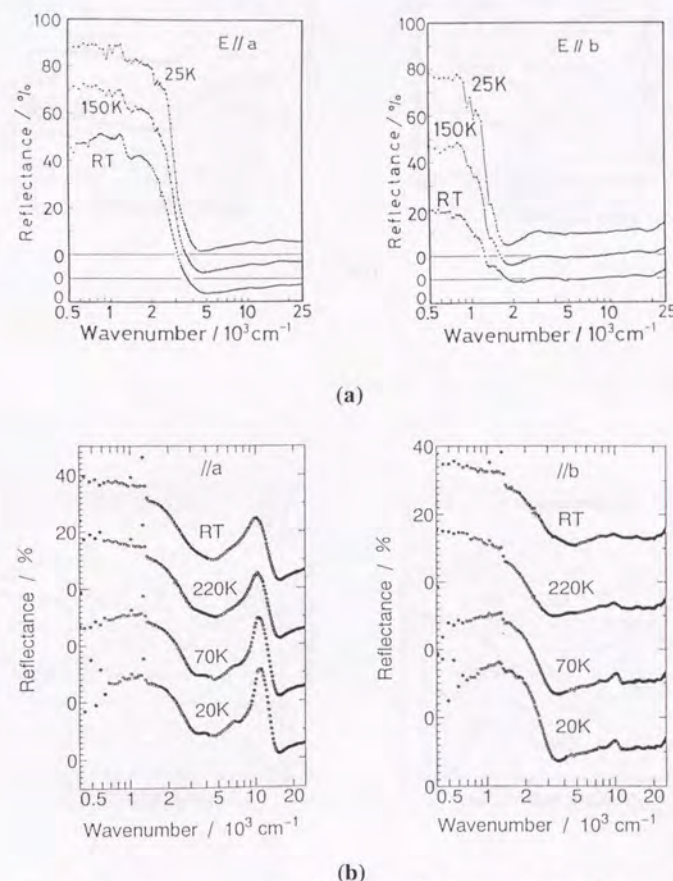 Reflectance / %
100
80
60
40
20
0
0
E // a
25K
150K
RT
0.5 1 2 5 10 25
Wavenumber / 10³cm⁻¹
Reflectance / %
100
80
60
40
20
0
0
0
E // b
25K
150K
RT
0.5 1 2 5 10 25
Wavenumber / 10³cm⁻¹
(a)
Reflectance / %
40
20
0
0
0
0
//a
RT
220K
70K
20K
0.5 1 2 5 10 20
Wavenumber / 10³ cm⁻¹
Reflectance / %
40
20
0
0
0
0
//b
RT
220K
70K
20K
0.5 1 2 5 10 20
Wavenumber / 10³ cm⁻¹
(b)